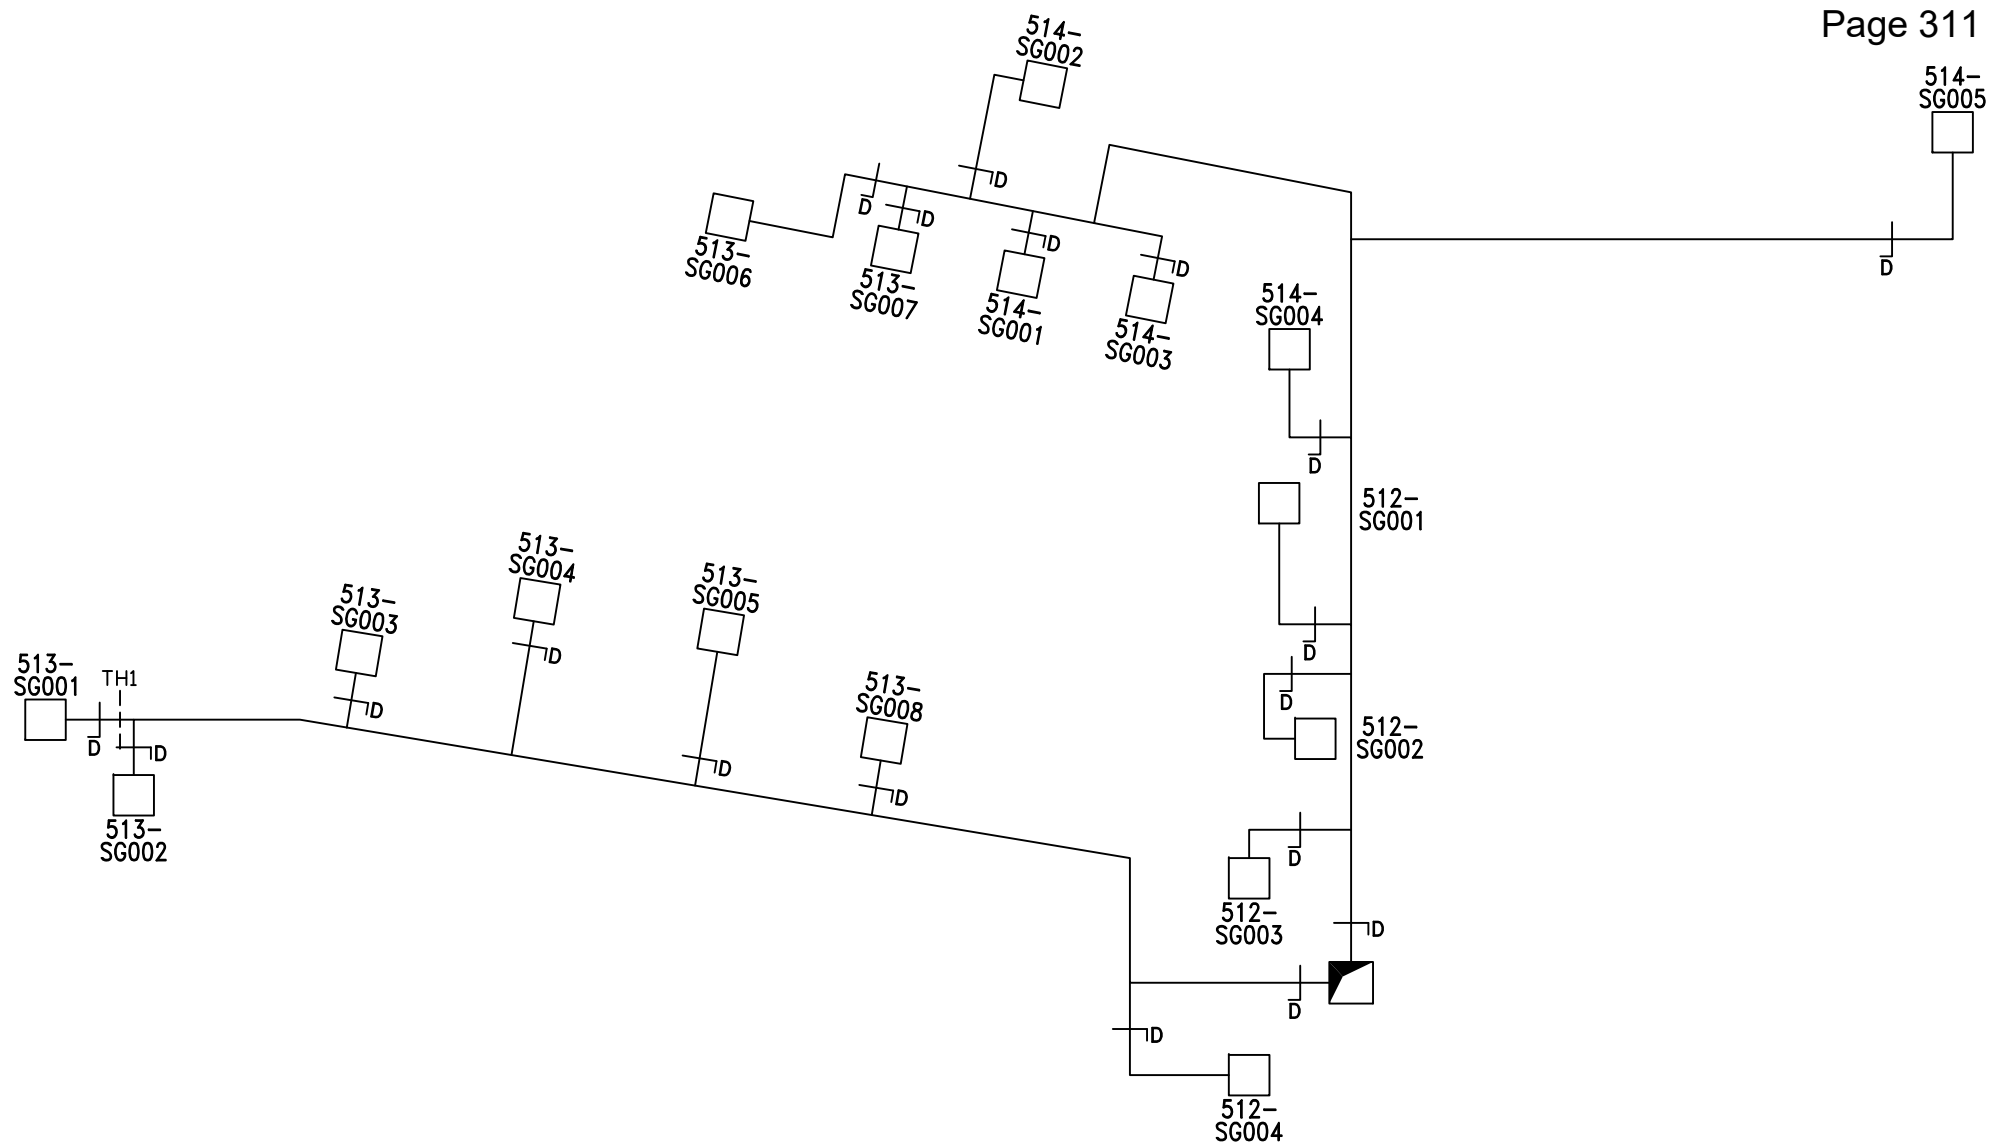 Page 311
514-
SG002
514-
SG005
D
D
D
D
D
D
D
513-
SG006
513-
SG007
514-
SG001
514-
SG003
514-
SG004
D
512-
SG001
513-
SG004
513-
SG005
513-
SG003
D
D
513-
SG001
TH1
513-
SG008
D
D
512-
SG002
D
D
D
D
513-
SG002
D
D
512-
SG003
D
D
D
512-
SG004